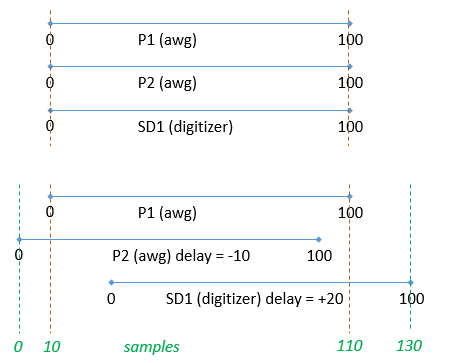 0 P1 (awg) 100
0 P2 (awg) 100
0 SD1 (digitizer) 100
0 P1 (awg) 100
0 P2 (awg) delay = -10 100
0 SD1 (digitizer) delay = +20 100
0 10 samples 110 130